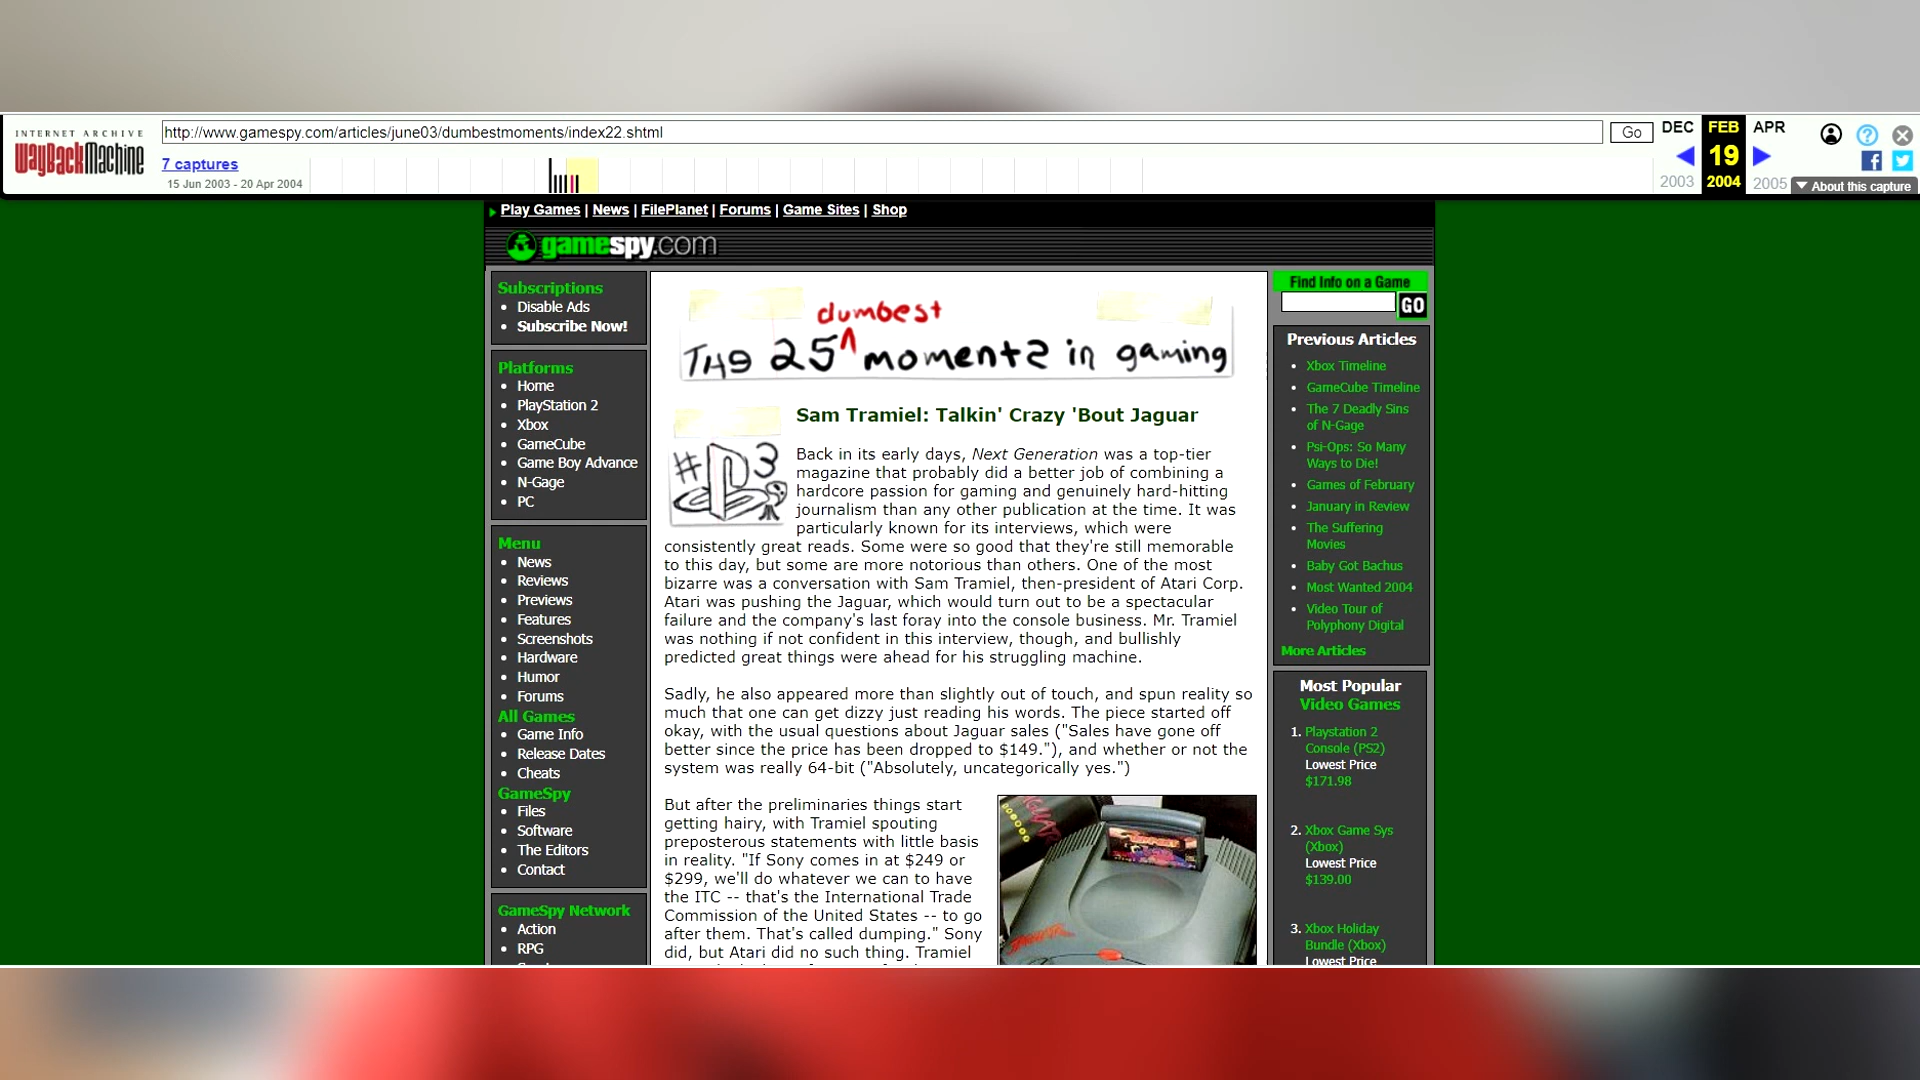 INTERNET ARCHIVE
WayBackMachine
http://www.gamespy.com/articles/june03/dumbestmoments/index22.shtml
Go
DEC FEB APR
7 captures
15 Jun 2003 - 20 Apr 2004
19
2003 2004 2005
About this capture
Play Games | News | FilePlanet | Forums | Game Sites | Shop
gamespy.com
Subscriptions
Disable Ads
Subscribe Now!
Platforms
Home
PlayStation 2
Xbox
GameCube
Game Boy Advance
N-Gage
PC
Menu
News
Reviews
Previews
Features
Screenshots
Hardware
Humor
Forums
All Games
Game Info
Release Dates
Cheats
GameSpy
Files
Software
The Editors
Contact
GameSpy Network
Action
RPG
dumbest
THE 25 moments in gaming
#3
Sam Tramiel: Talkin' Crazy 'Bout Jaguar
Back in its early days, Next Generation was a top-tier
magazine that probably did a better job of combining a
hardcore passion for gaming and genuinely hard-hitting
journalism than any other publication at the time. It was
particularly known for its interviews, which were
consistently great reads. Some were so good that they're still memorable
to this day, but some are more notorious than others. One of the most
bizarre was a conversation with Sam Tramiel, then-president of Atari Corp.
Atari was pushing the Jaguar, which would turn out to be a spectacular
failure and the company's last foray into the console business. Mr. Tramiel
was nothing if not confident in this interview, though, and bullishly
predicted great things were ahead for his struggling machine.
Sadly, he also appeared more than slightly out of touch, and spun reality so
much that one can get dizzy just reading his words. The piece started off
okay, with the usual questions about Jaguar sales ("Sales have gone off
better since the price has been dropped to $149."), and whether or not the
system was really 64-bit ("Absolutely, uncategorically yes.")
But after the preliminaries things start
getting hairy, with Tramiel spouting
preposterous statements with little basis
in reality. "If Sony comes in at $249 or
$299, we'll do whatever we can to have
the ITC -- that's the International Trade
Commission of the United States -- to go
after them. That's called dumping." Sony
did, but Atari did no such thing. Tramiel
Find Info on a Game
GO
Previous Articles
Xbox Timeline
GameCube Timeline
The 7 Deadly Sins
of N-Gage
Psi-Ops: So Many
Ways to Die!
Games of February
January in Review
The Suffering
Movies
Baby Got Bachus
Most Wanted 2004
Video Tour of
Polyphony Digital
More Articles
Most Popular
Video Games
1. Playstation 2
Console (PS2)
Lowest Price
$171.98
2. Xbox Game Sys
(Xbox)
Lowest Price
$139.00
3. Xbox Holiday
Bundle (Xbox)
Lowest Price